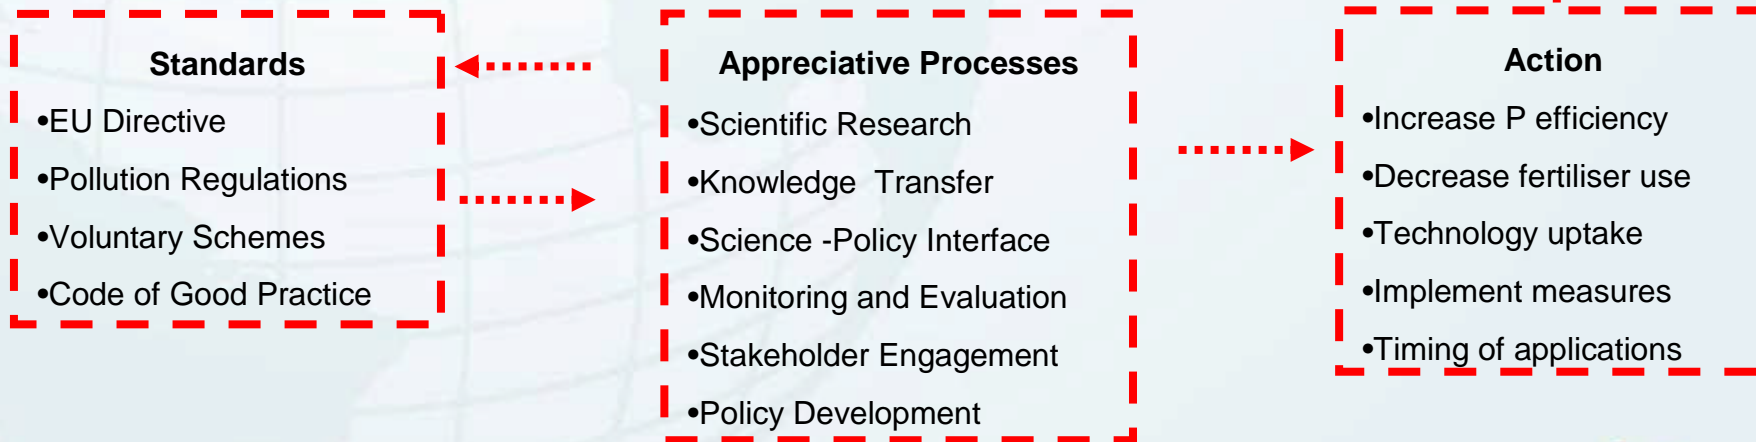 Standards
•EU Directive
•Pollution Regulations
•Voluntary Schemes
•Code of Good Practice
Appreciative Processes
•Scientific Research
•Knowledge  Transfer
•Science -Policy Interface
•Monitoring and Evaluation
•Stakeholder Engagement
•Policy Development
Action
•Increase P efficiency
•Decrease fertiliser use
•Technology uptake
•Implement measures
•Timing of applications